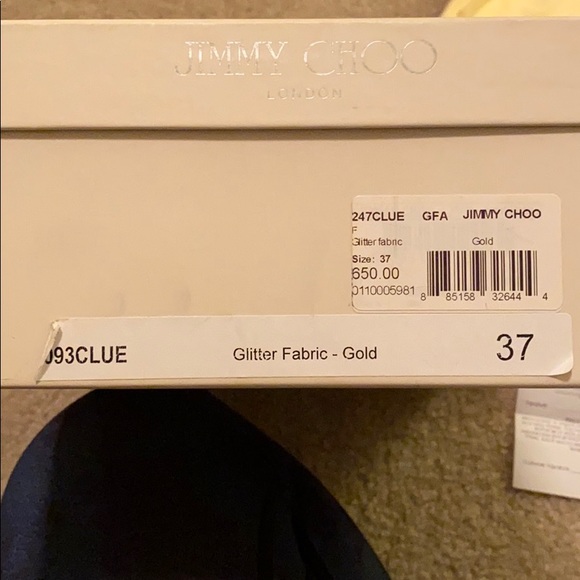 JIMMY CHOO
LONDON
247CLUE GFA JIMMY CHOO
F
Glitter fabric Gold
Size: 37
650.00
0110005981
8 85158 32644 4
093CLUE Glitter Fabric - Gold 37